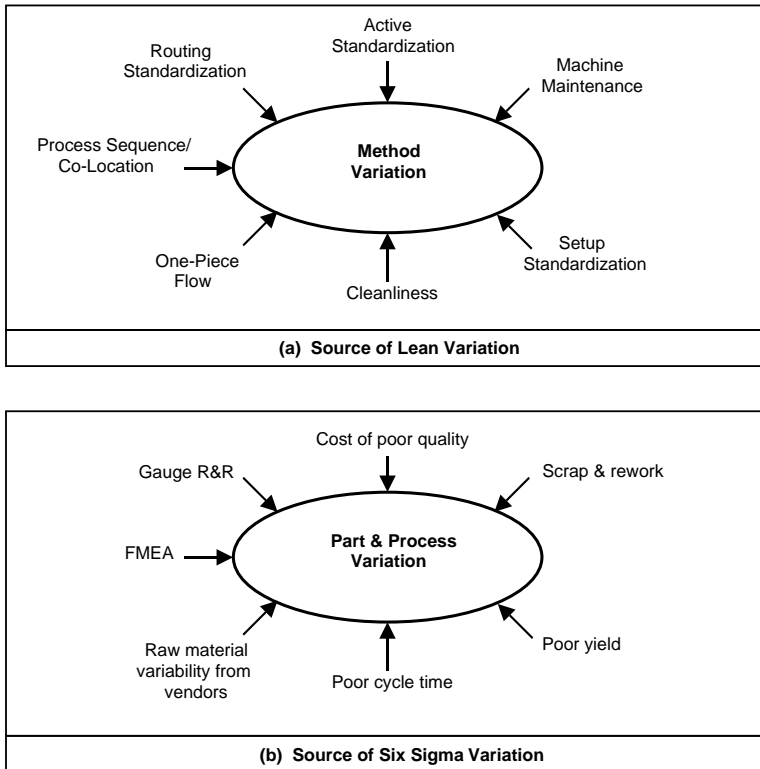 Active
Standardization
Routing
Standardization
Machine
Maintenance
Process Sequence/
Co-Location
Method
Variation
One-Piece
Flow
Cleanliness
Setup
Standardization
(a) Source of Lean Variation
Cost of poor quality
Gauge R&R
Scrap & rework
FMEA
Part & Process
Variation
Raw material
variability from
vendors
Poor cycle time
Poor yield
(b) Source of Six Sigma Variation